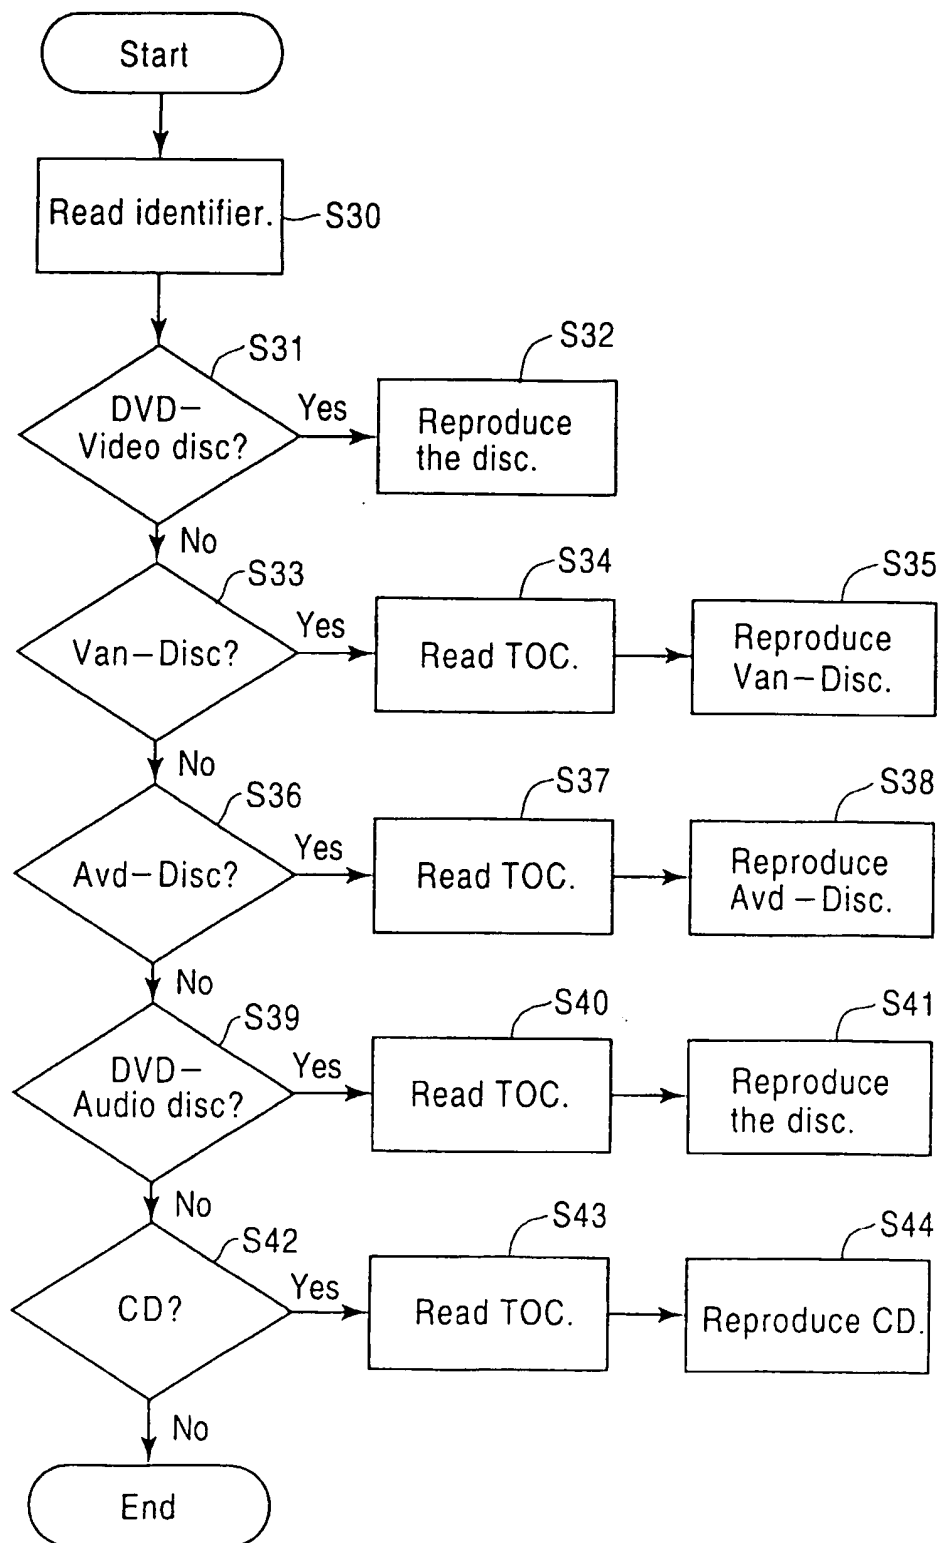 Start
Read identifier.
S30
S31
DVD–
Video disc?
Yes
S32
Reproduce
the disc.
No
S33
Van–Disc?
Yes
S34
Read TOC.
S35
Reproduce
Van–Disc.
No
S36
Avd–Disc?
Yes
S37
Read TOC.
S38
Reproduce
Avd –Disc.
No
S39
DVD–
Audio disc?
Yes
S40
Read TOC.
S41
Reproduce
the disc.
No
S42
CD?
Yes
S43
Read TOC.
S44
Reproduce CD.
No
End